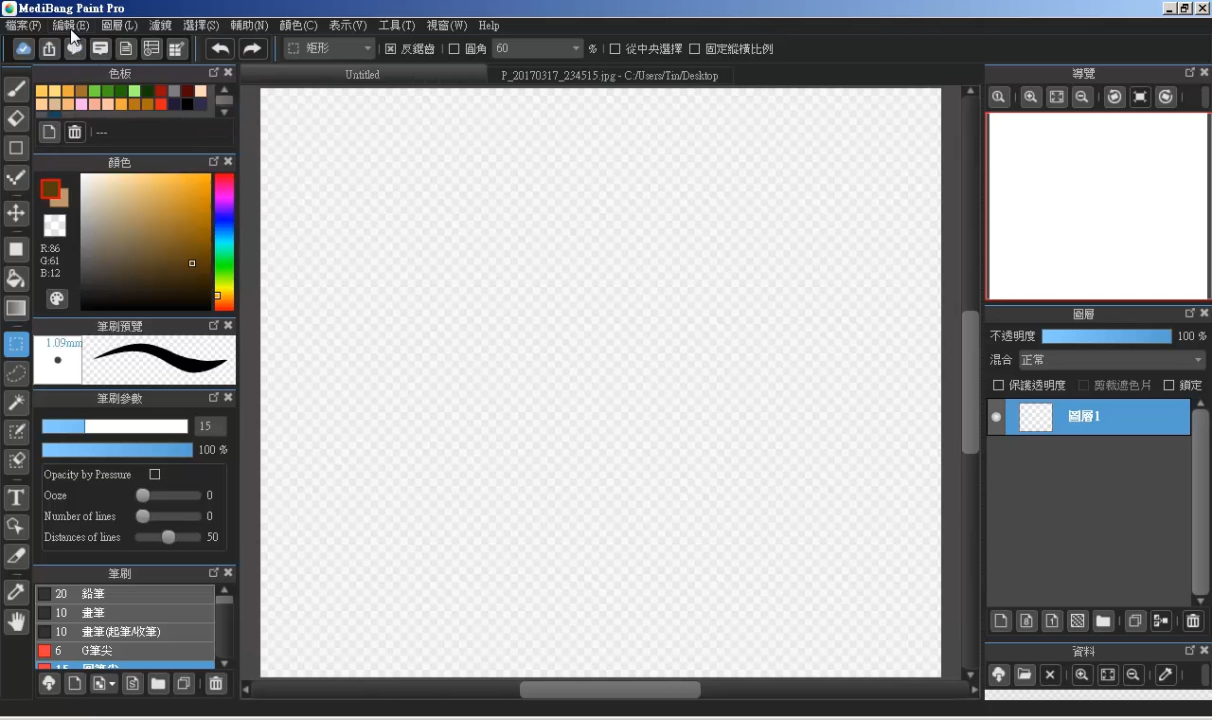 MediBang Paint Pro
檔案(F) 編輯(E) 圖層(L) 濾鏡 選擇(S) 輔助(N) 顏色(C) 表示(V) 工具(T) 視窗(W) Help
矩形 反鋸齒 圓角 60 % 從中央選擇 固定縱橫比例
色板
Untitled
P_20170317_234515.jpg - C:/Users/Tin/Desktop
導覽
---
顏色
R:86
G:61
B:12
筆刷預覽
1.09mm
筆刷參數
15
100 %
Opacity by Pressure
Ooze 0
Number of lines 0
Distances of lines 50
筆刷
20 鉛筆
10 畫筆
10 畫筆(起筆/收筆)
6 G筆尖
15 圓筆尖
圖層
不透明度 100 %
混合 正常
保護透明度 剪裁遮色片 鎖定
圖層1
資料